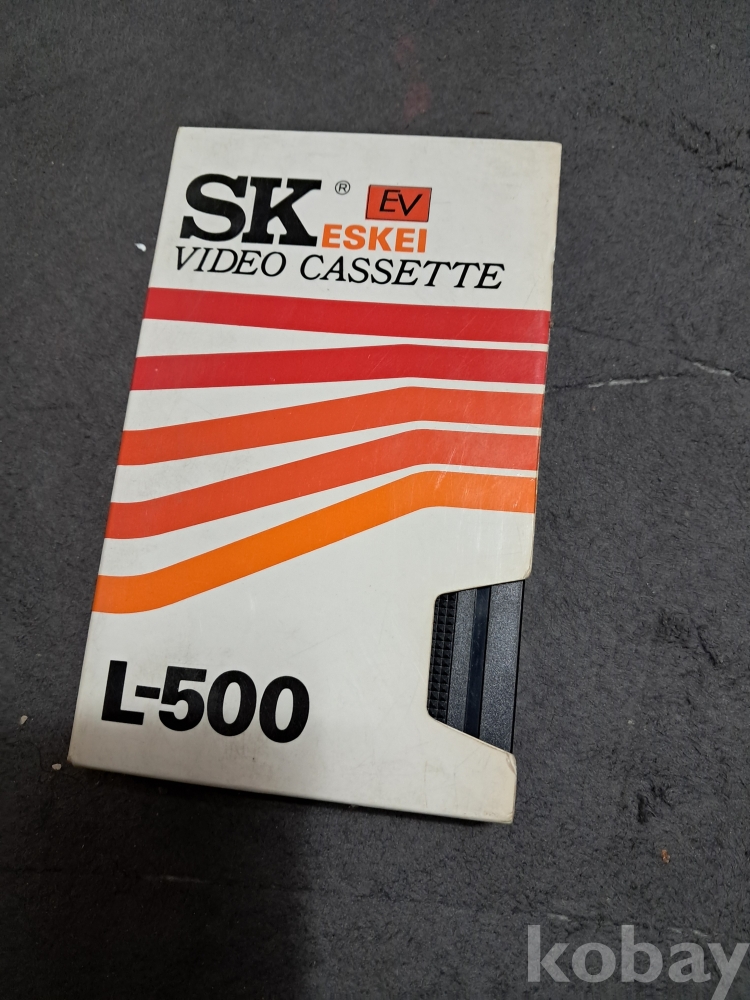 SK ® EV
ESKEI
VIDEO CASSETTE
L-500
kobay